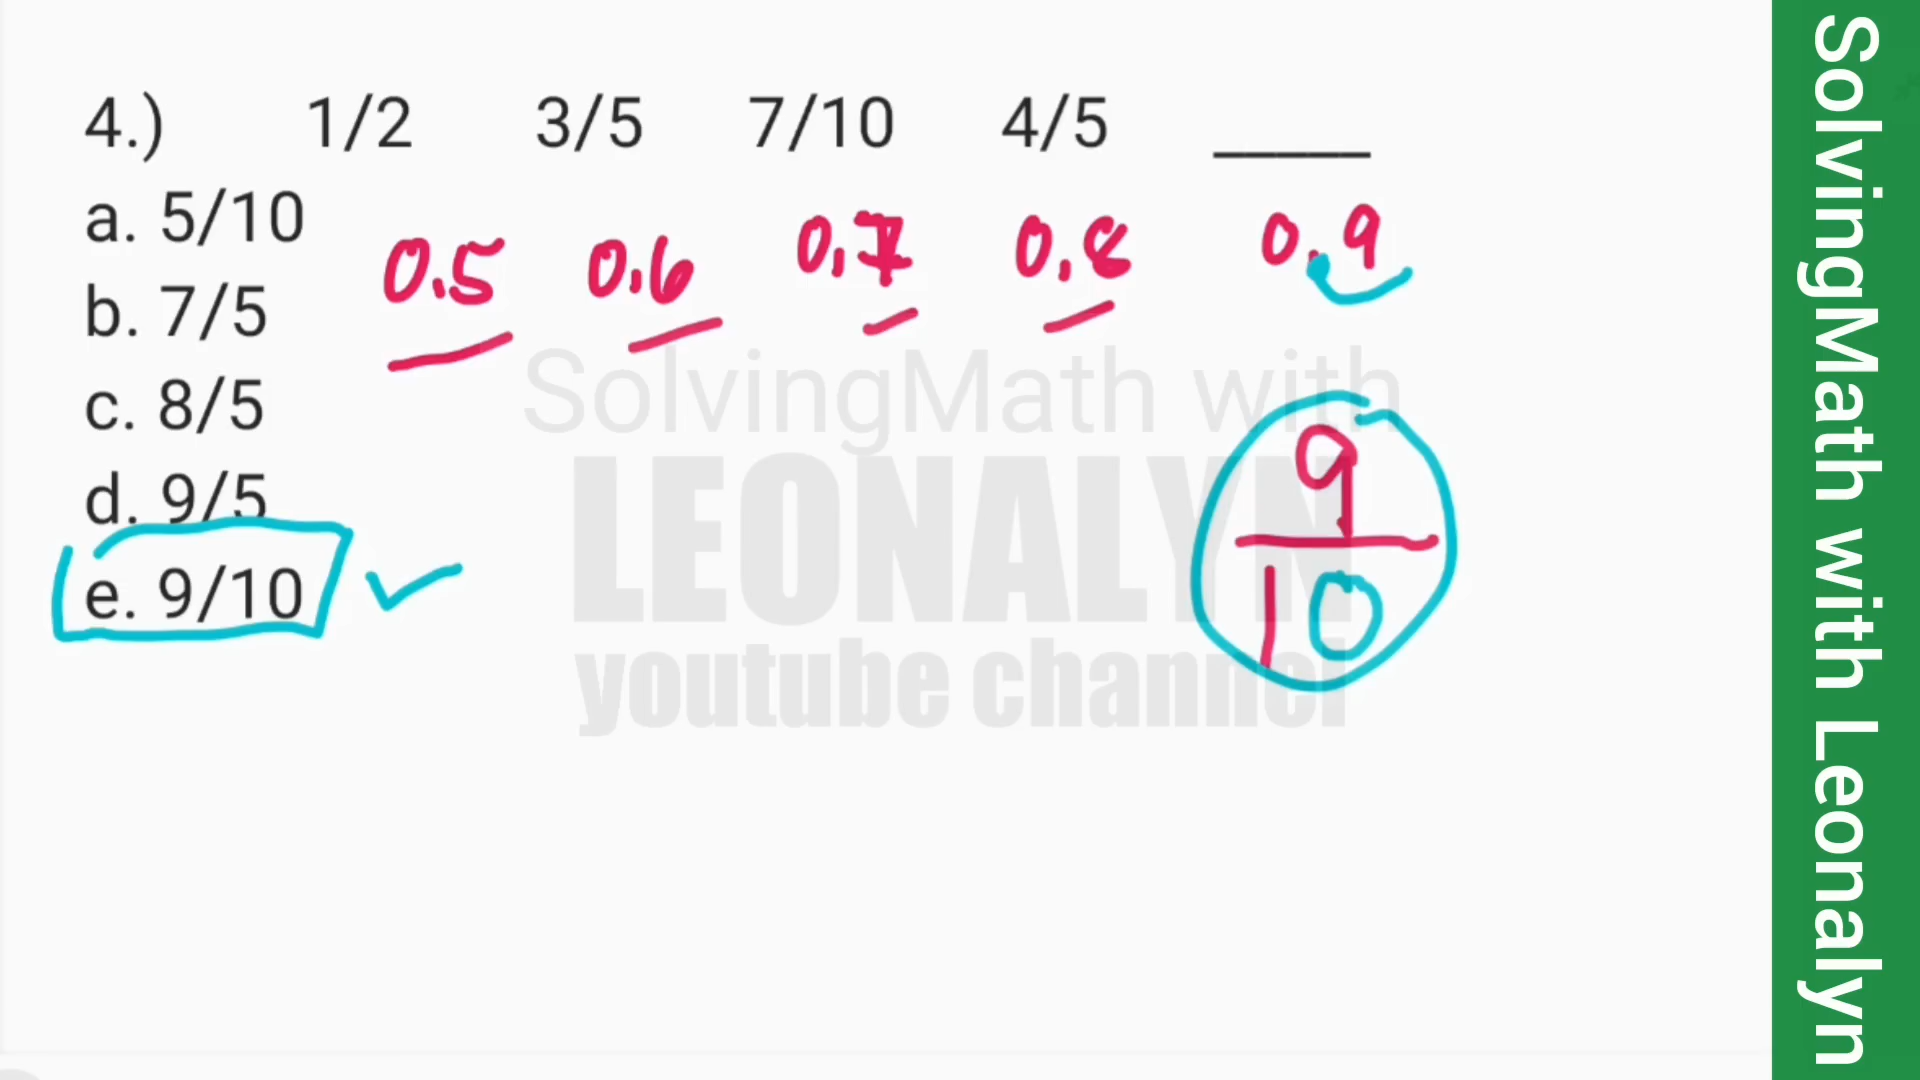 4.) 1/2 3/5 7/10 4/5 _____
a. 5/10
b. 7/5
c. 8/5
d. 9/5
e. 9/10
0.5 0.6 0.7 0.8 0.9
9
10
SolvingMath with
LEONALYN
youtube channel
SolvingMath with Leonalyn